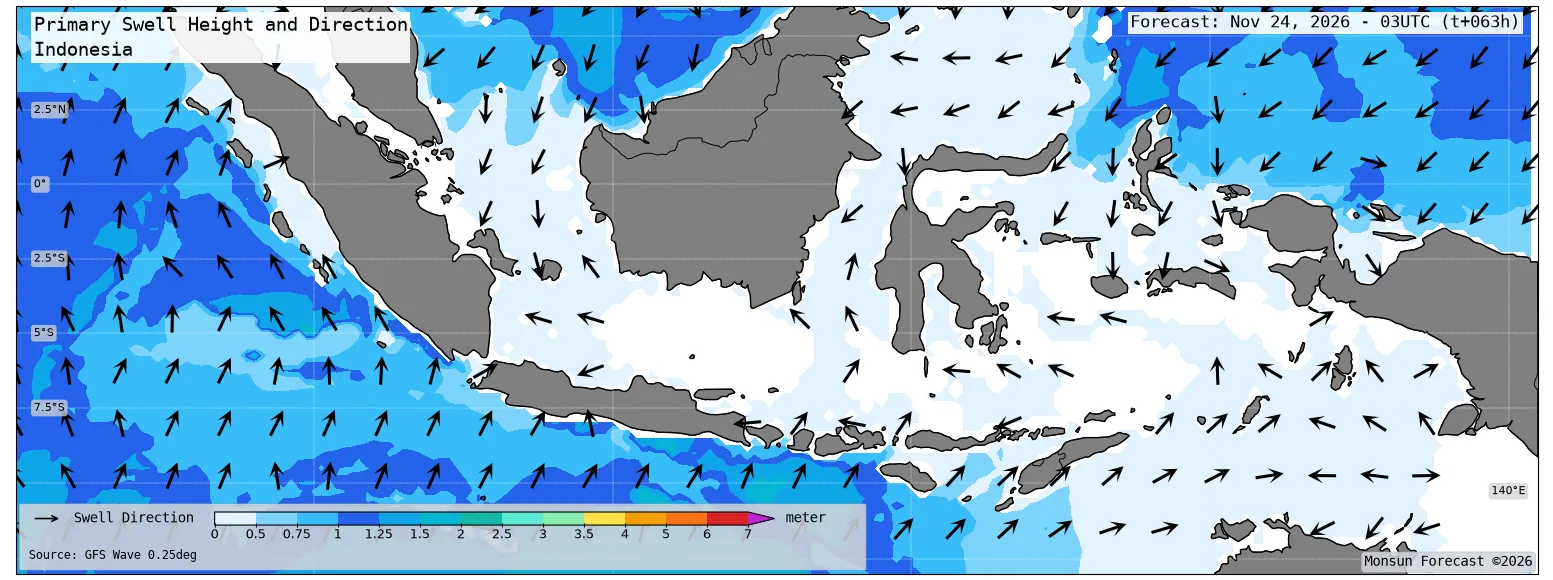 Primary Swell Height and Direction
Indonesia
Forecast: Nov 24, 2026 - 03UTC (t+063h)
2.5°N
0°
2.5°S
5°S
7.5°S
140°E
Swell Direction
0 0.5 0.75 1 1.25 1.5 2 2.5 3 3.5 4 5 6 7
meter
Source: GFS Wave 0.25deg
Monsun Forecast ©2026